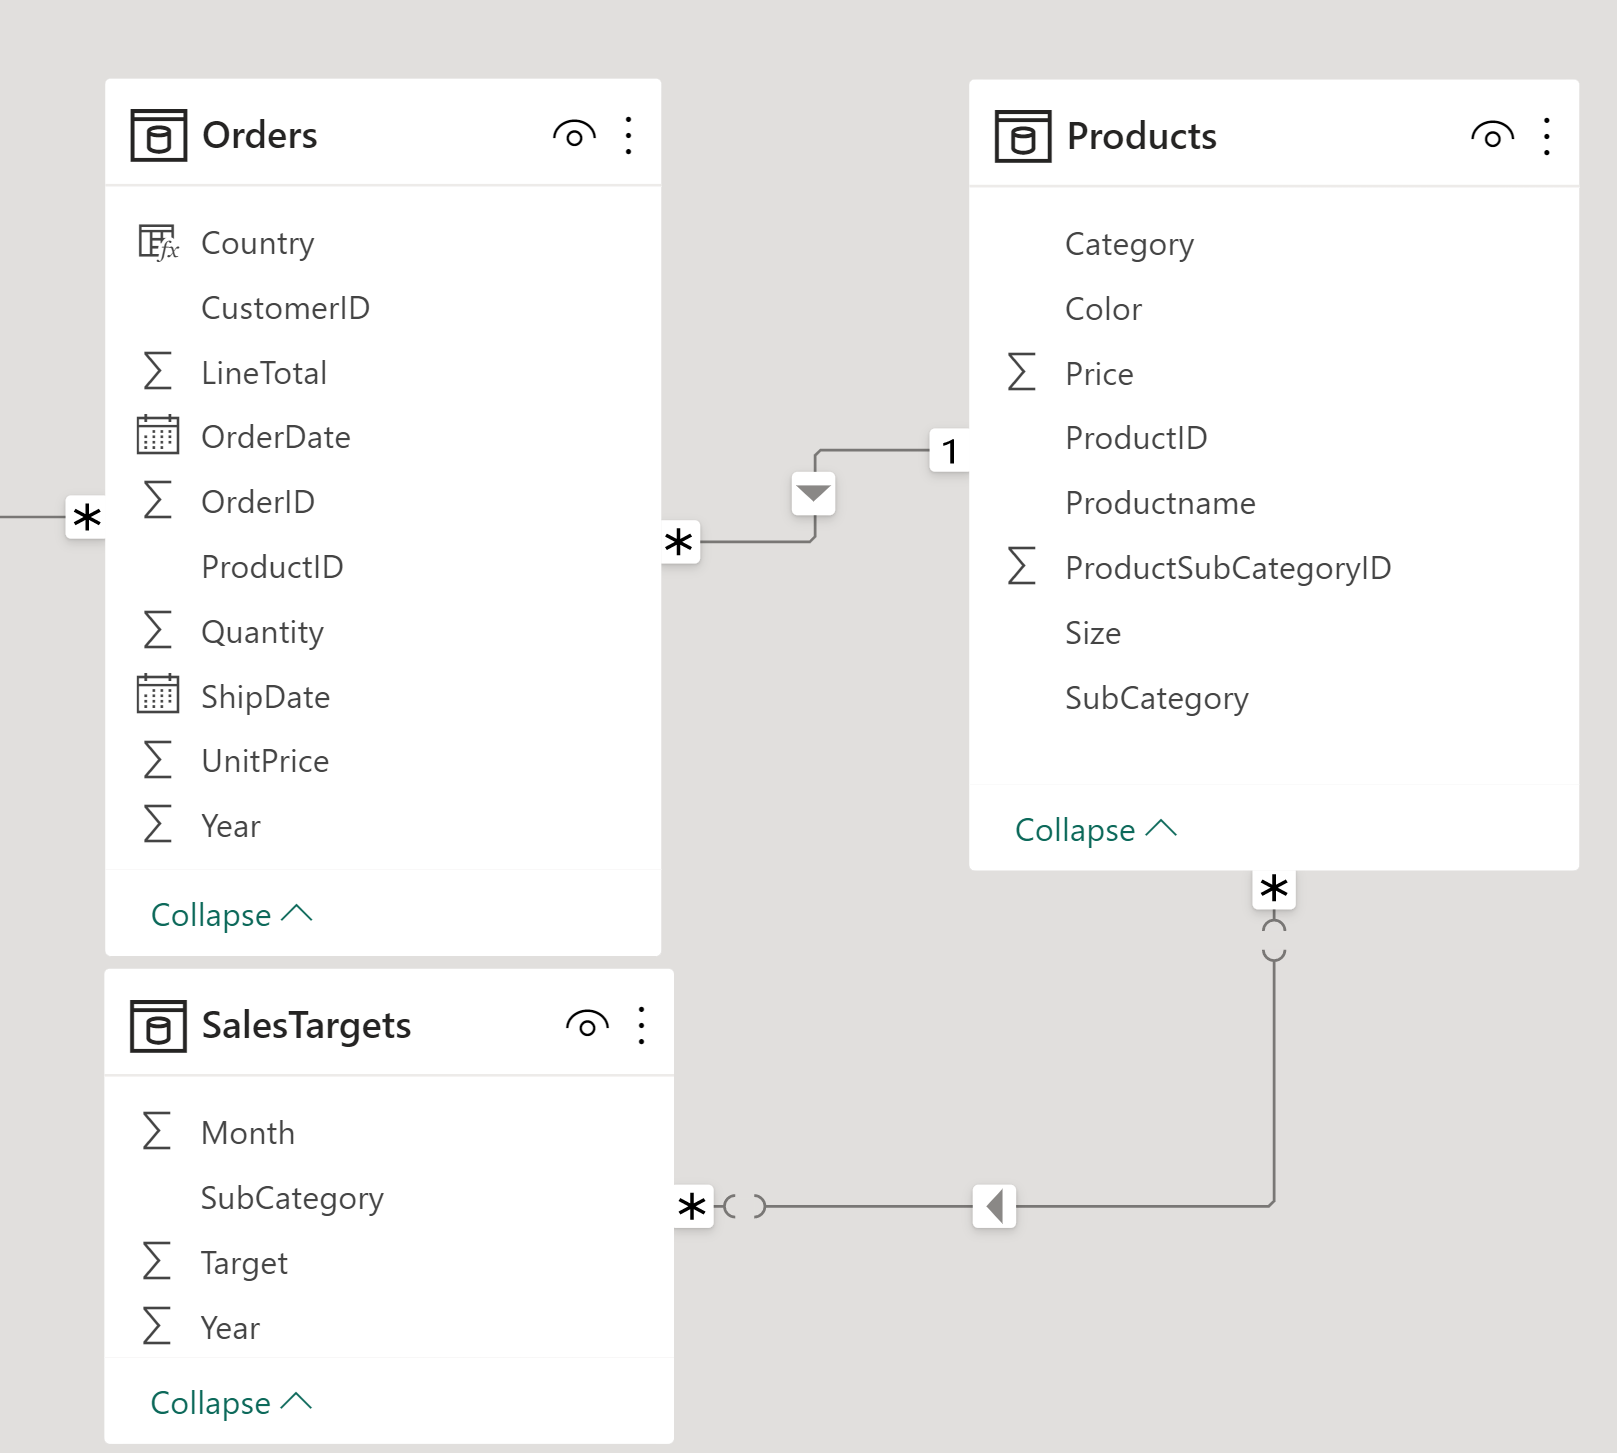 Orders
Country
CustomerID
LineTotal
OrderDate
OrderID
ProductID
Quantity
ShipDate
UnitPrice
Year
Collapse
*
*
1
Products
Category
Color
Price
ProductID
Productname
ProductSubCategoryID
Size
SubCategory
Collapse
*
SalesTargets
Month
SubCategory
Target
Year
Collapse
*